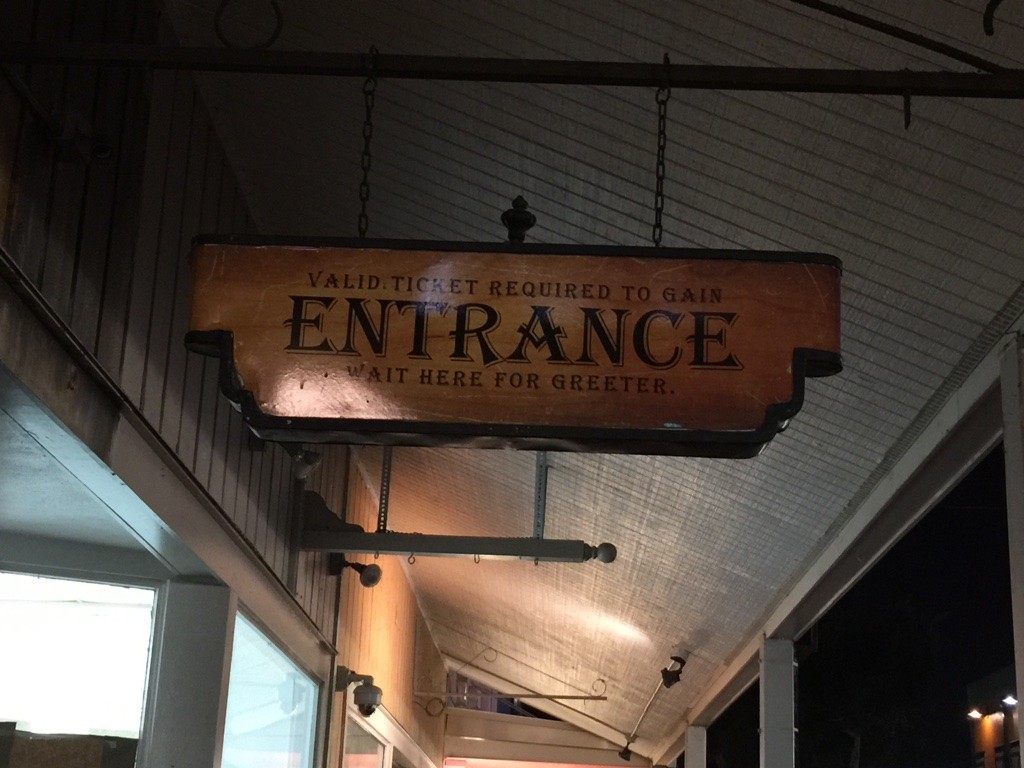 VALID TICKET REQUIRED TO GAIN
ENTRANCE
WAIT HERE FOR GREETER.